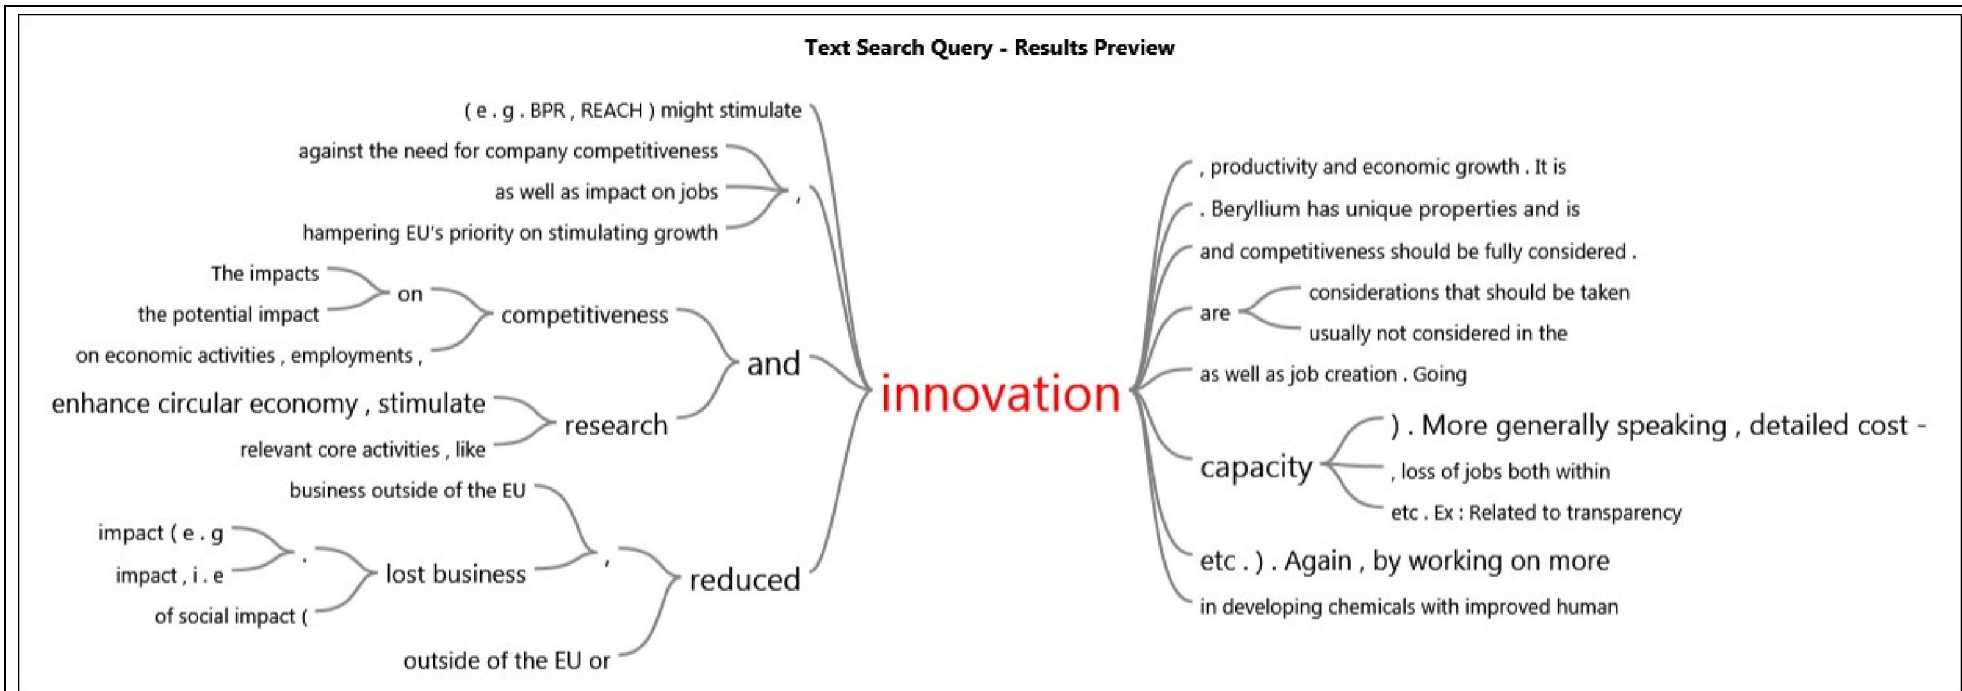 Text Search Query - Results Preview
( e . g . BPR , REACH ) might stimulate
against the need for company competitiveness
as well as impact on jobs
,
hampering EU's priority on stimulating growth
The impacts
on
the potential impact
competitiveness
on economic activities , employments ,
and
enhance circular economy , stimulate
research
relevant core activities , like
business outside of the EU
impact ( e . g
.
impact , i . e
lost business
,
of social impact (
reduced
outside of the EU or
innovation
, productivity and economic growth . It is
. Beryllium has unique properties and is
and competitiveness should be fully considered .
are
considerations that should be taken
usually not considered in the
as well as job creation . Going
capacity
) . More generally speaking , detailed cost -
, loss of jobs both within
etc . Ex : Related to transparency
etc . ) . Again , by working on more
in developing chemicals with improved human